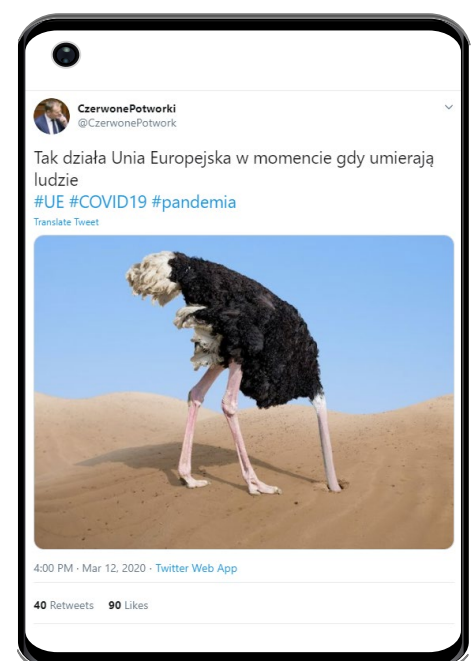 CzerwonePotworki
@CzerwonePotwork
Tak działa Unia Europejska w momencie gdy umierają
ludzie
#UE #COVID19 #pandemia
Translate Tweet
4:00 PM · Mar 12, 2020 · Twitter Web App
40 Retweets 90 Likes